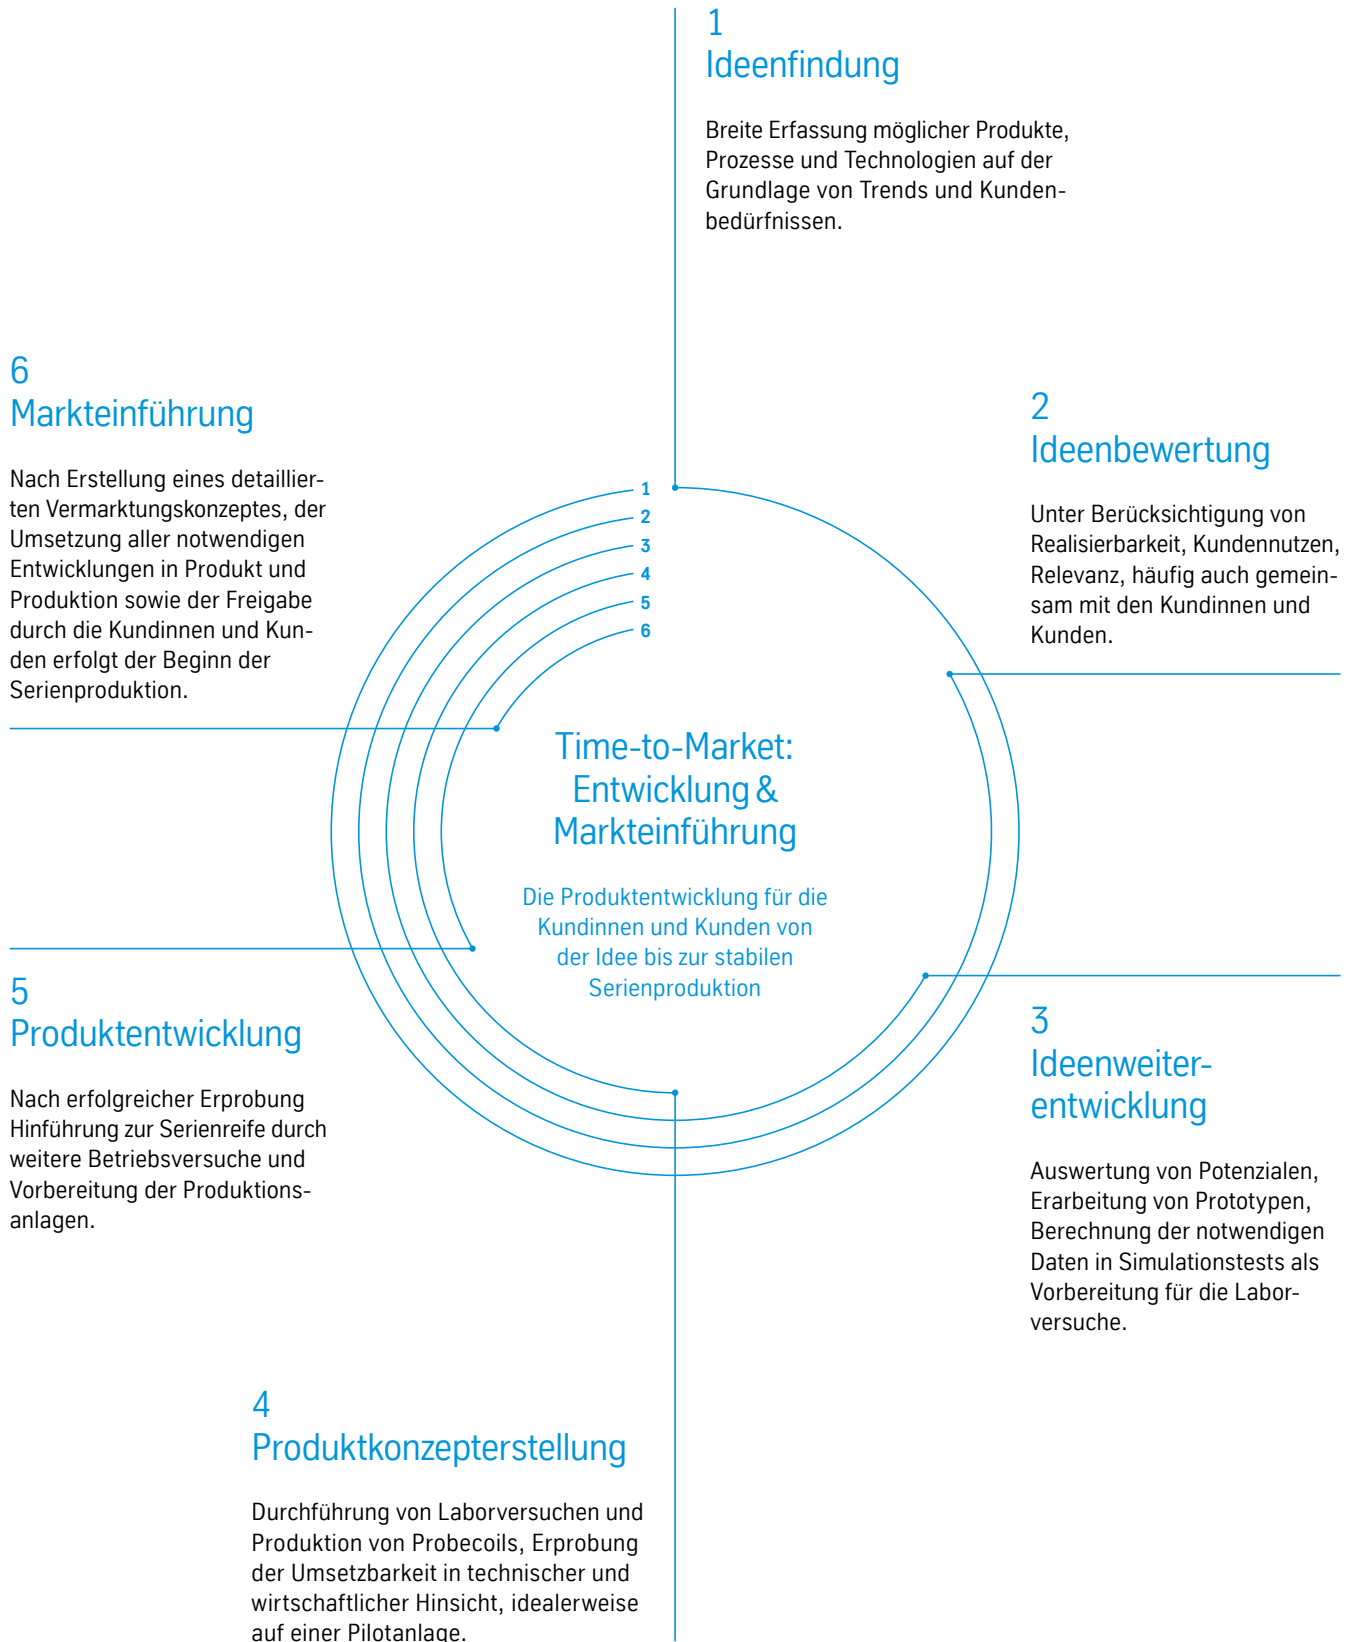 1
Ideenfindung
Breite Erfassung möglicher Produkte,
Prozesse und Technologien auf der
Grundlage von Trends und Kunden-
bedürfnissen.
2
Ideenbewertung
Unter Berücksichtigung von
Realisierbarkeit, Kundennutzen,
Relevanz, häufig auch gemein-
sam mit den Kundinnen und
Kunden.
3
Ideenweiter-
entwicklung
Auswertung von Potenzialen,
Erarbeitung von Prototypen,
Berechnung der notwendigen
Daten in Simulationstests als
Vorbereitung für die Labor-
versuche.
4
Produktkonzepterstellung
Durchführung von Laborversuchen und
Produktion von Probecoils, Erprobung
der Umsetzbarkeit in technischer und
wirtschaftlicher Hinsicht, idealerweise
auf einer Pilotanlage.
5
Produktentwicklung
Nach erfolgreicher Erprobung
Hinführung zur Serienreife durch
weitere Betriebsversuche und
Vorbereitung der Produktions-
anlagen.
6
Markteinführung
Nach Erstellung eines detaillier-
ten Vermarktungskonzeptes, der
Umsetzung aller notwendigen
Entwicklungen in Produkt und
Produktion sowie der Freigabe
durch die Kundinnen und Kun-
den erfolgt der Beginn der
Serienproduktion.
1
2
3
4
5
6
Time-to-Market:
Entwicklung &
Markteinführung
Die Produktentwicklung für die
Kundinnen und Kunden von
der Idee bis zur stabilen
Serienproduktion